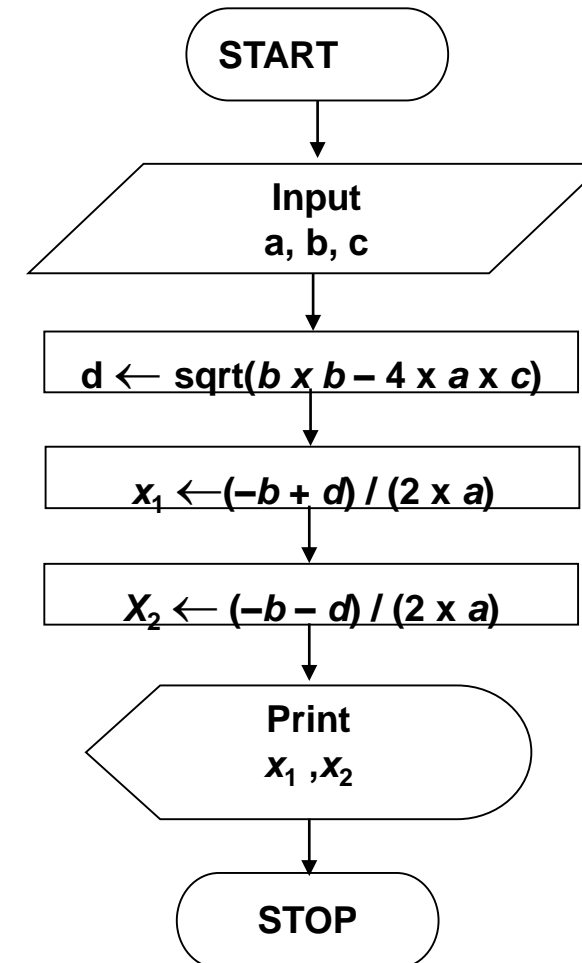 START
Input
a, b, c
d ← sqrt(b x b – 4 x a x c)
x₁ ←(–b + d) / (2 x a)
X₂ ← (–b – d) / (2 x a)
Print
x₁ ,x₂
STOP